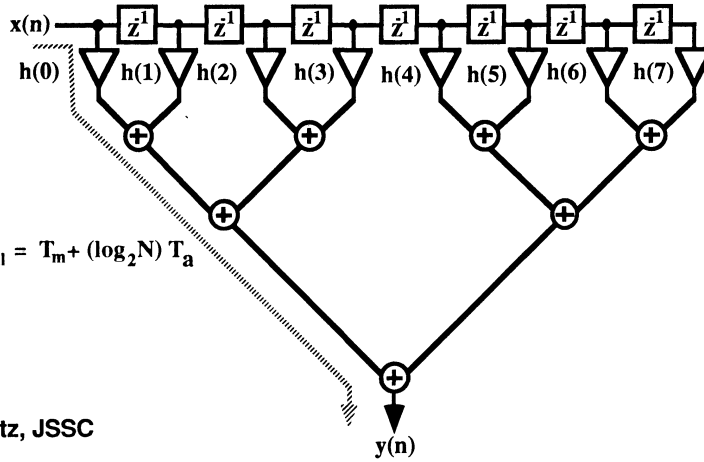 x(n) z⁻¹ z⁻¹ z⁻¹ z⁻¹ z⁻¹ z⁻¹ z⁻¹
h(0) h(1) h(2) h(3) h(4) h(5) h(6) h(7)
+ + + +
+ +
l = Tₘ + (log₂N) Tₐ
+
tz, JSSC
y(n)